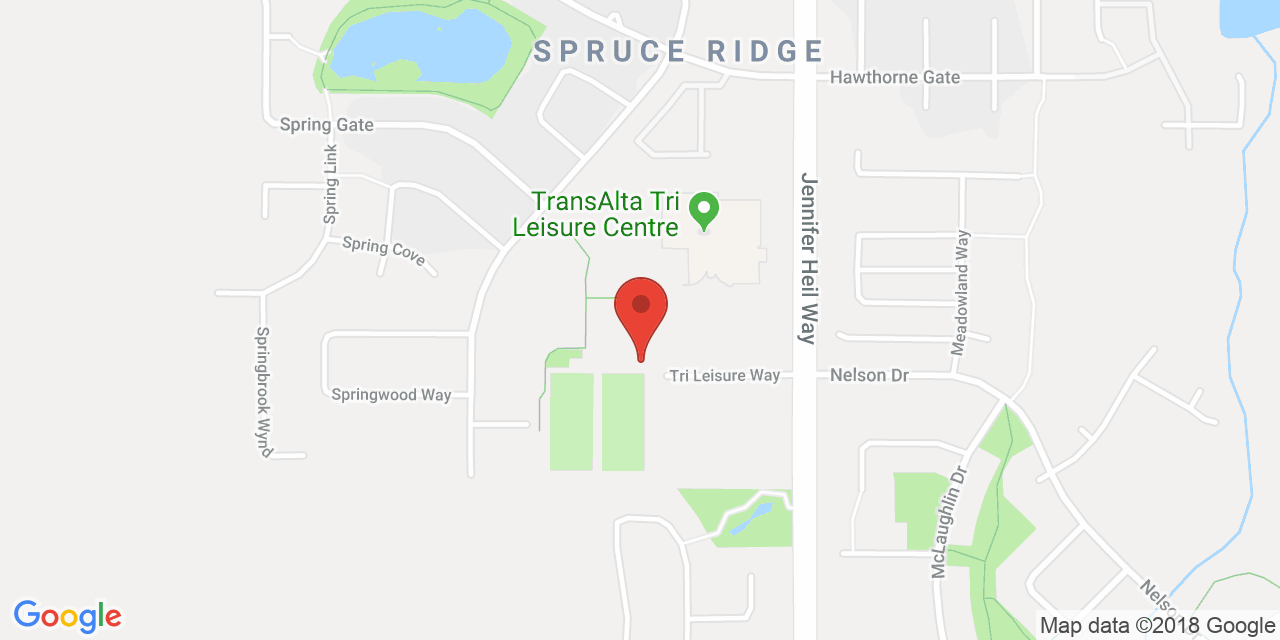 SPRUCE RIDGE
Hawthorne Gate
Spring Gate
Spring Link
TransAlta Tri
Leisure Centre
Jennifer Heil Way
Spring Cove
Meadowland Way
Springbrook Wynd
Tri Leisure Way
Nelson Dr
Springwood Way
McLaughlin Dr
Nelson
Google
Map data ©2018 Google